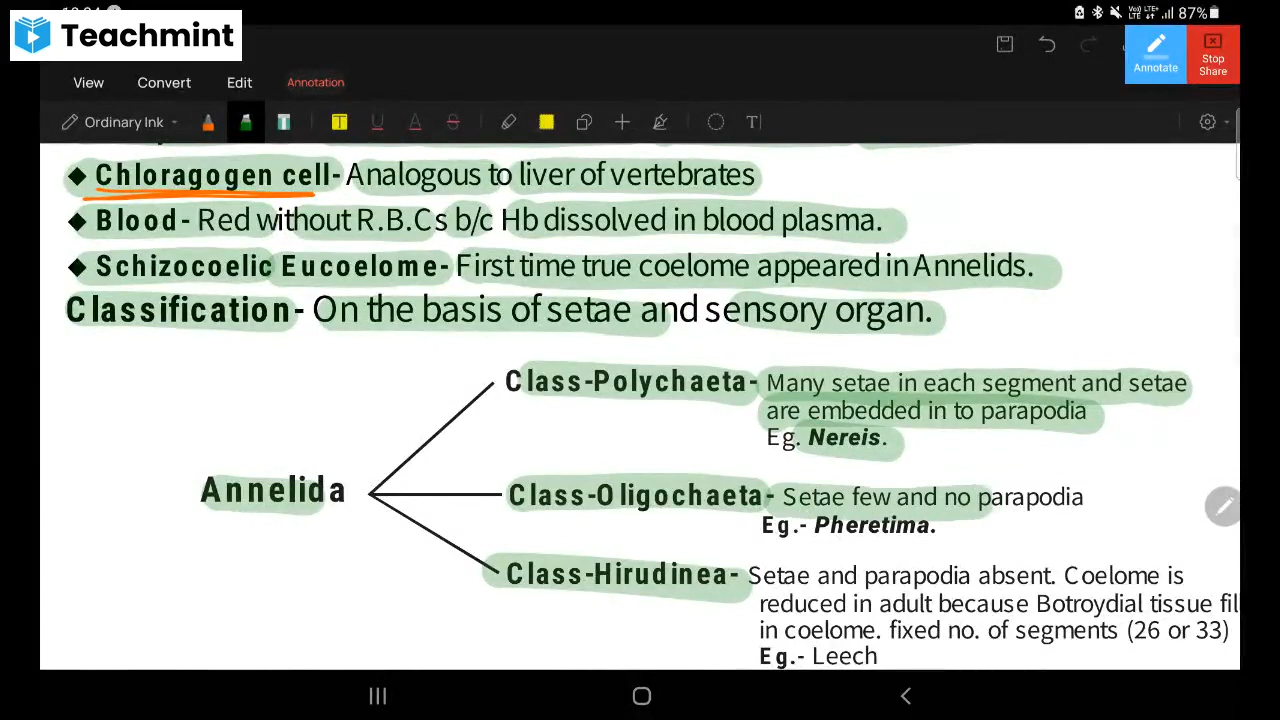 Teachmint
87%
Annotate
Stop Share
View Convert Edit Annotation
Ordinary Ink
◆ Chloragogen cell- Analogous to liver of vertebrates
◆ Blood- Red without R.B.Cs b/c Hb dissolved in blood plasma.
◆ Schizocoelic Eucoelome- First time true coelome appeared in Annelids.
Classification- On the basis of setae and sensory organ.
Class-Polychaeta- Many setae in each segment and setae
are embedded in to parapodia
Eg. Nereis.
Annelida
Class-Oligochaeta- Setae few and no parapodia
Eg.- Pheretima.
Class-Hirudinea- Setae and parapodia absent. Coelome is
reduced in adult because Botroydial tissue fil
in coelome. fixed no. of segments (26 or 33)
Eg.- Leech